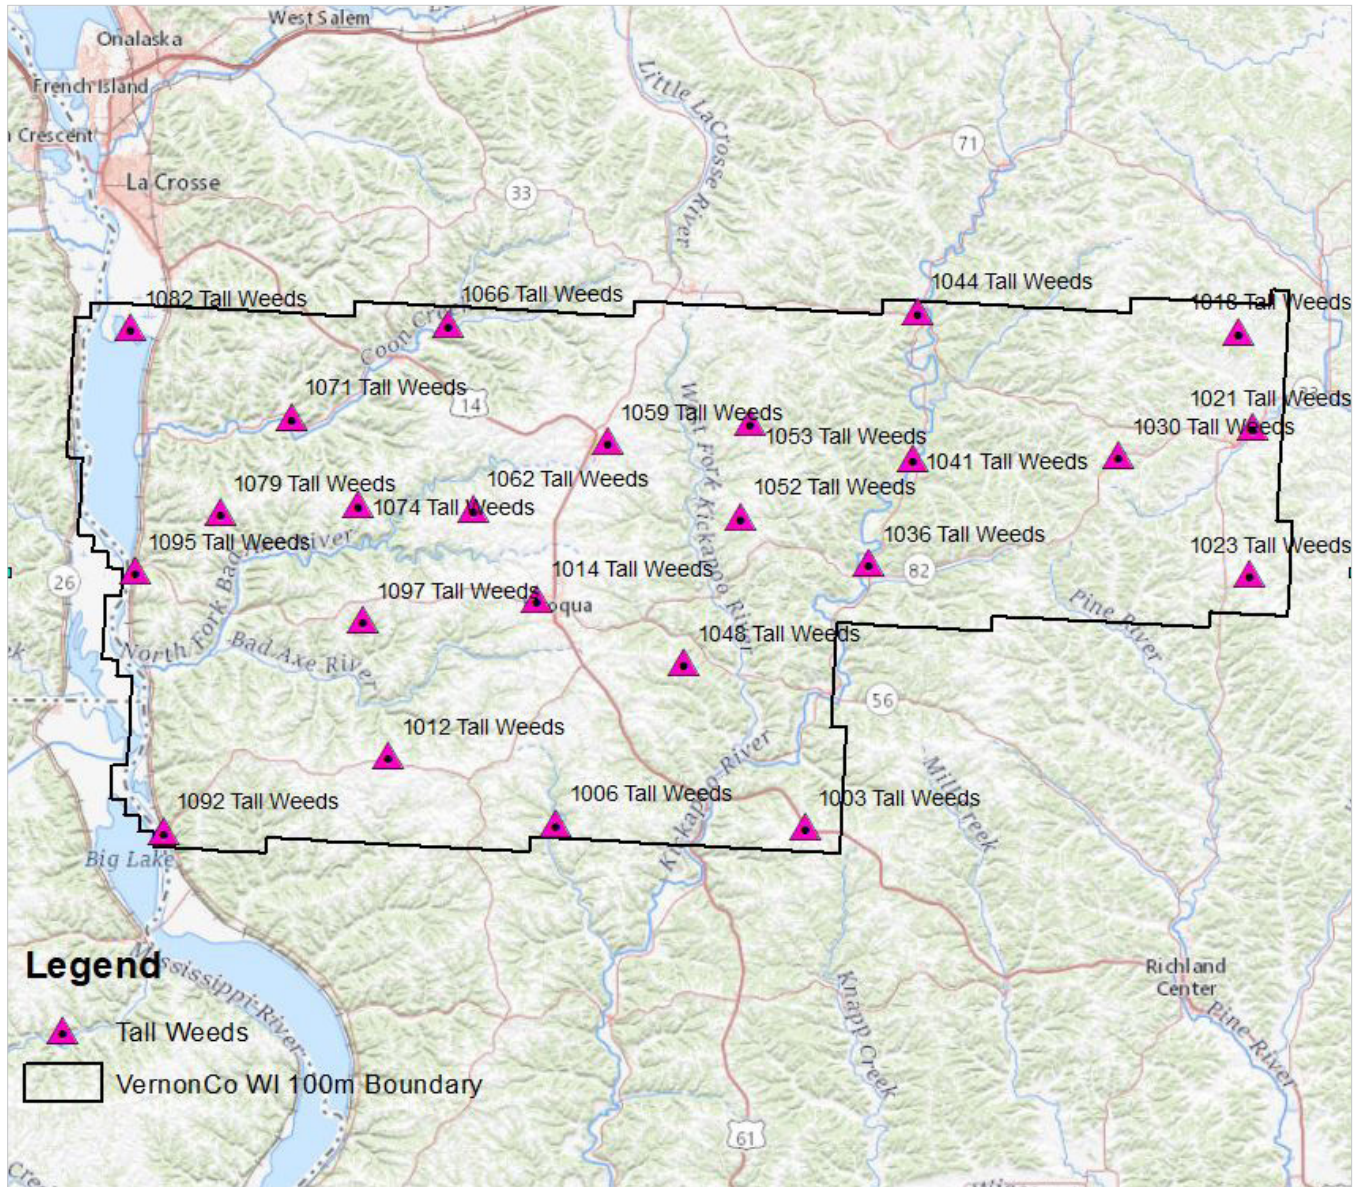 West Salem
Onalaska
French Island
Crescent
La Crosse
Little LaCrosse River
71
33
1044 Tall Weeds
1082 Tall Weeds
1066 Tall Weeds
1018 Tall Weeds
Coon Creek
1071 Tall Weeds
14
33
1021 Tall Weeds
1059 Tall Weeds
1053 Tall Weeds
1030 Tall Weeds
1041 Tall Weeds
West Fork Kickapoo River
1079 Tall Weeds
1062 Tall Weeds
1052 Tall Weeds
1074 Tall Weeds
1036 Tall Weeds
1095 Tall Weeds
1023 Tall Weeds
26
82
1014 Tall Weeds
1097 Tall Weeds
oqua
North Fork Bad Axe River
Bad Axe River
Pine River
1048 Tall Weeds
56
1012 Tall Weeds
Kickapoo River
Mill Creek
1092 Tall Weeds
1006 Tall Weeds
1003 Tall Weeds
Big Lake
Legend
Mississippi River
Richland
Center
Knapp Creek
Pine River
Tall Weeds
VernonCo WI 100m Boundary
61